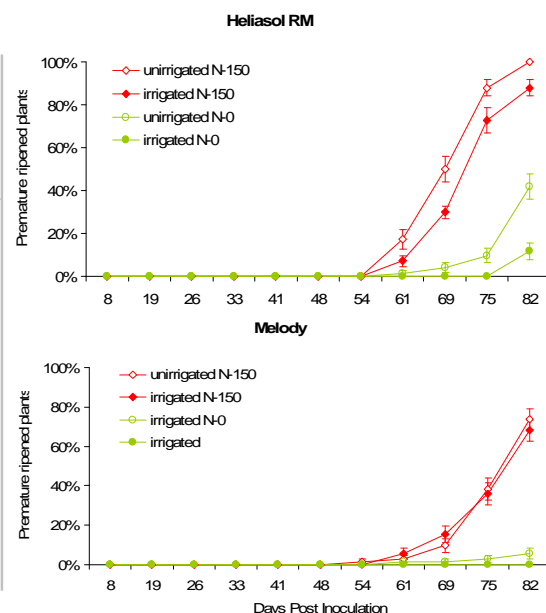 Heliasol RM
unirrigated N-150
irrigated N-150
unirrigated N-0
irrigated N-0
Premature ripened plants
100%
80%
60%
40%
20%
0%
8 19 26 33 41 48 54 61 69 75 82
Melody
unirrigated N-150
irrigated N-150
irrigated N-0
irrigated
Premature ripened plants
100%
80%
60%
40%
20%
0%
8 19 26 33 41 48 54 61 69 75 82
Days Post Inoculation